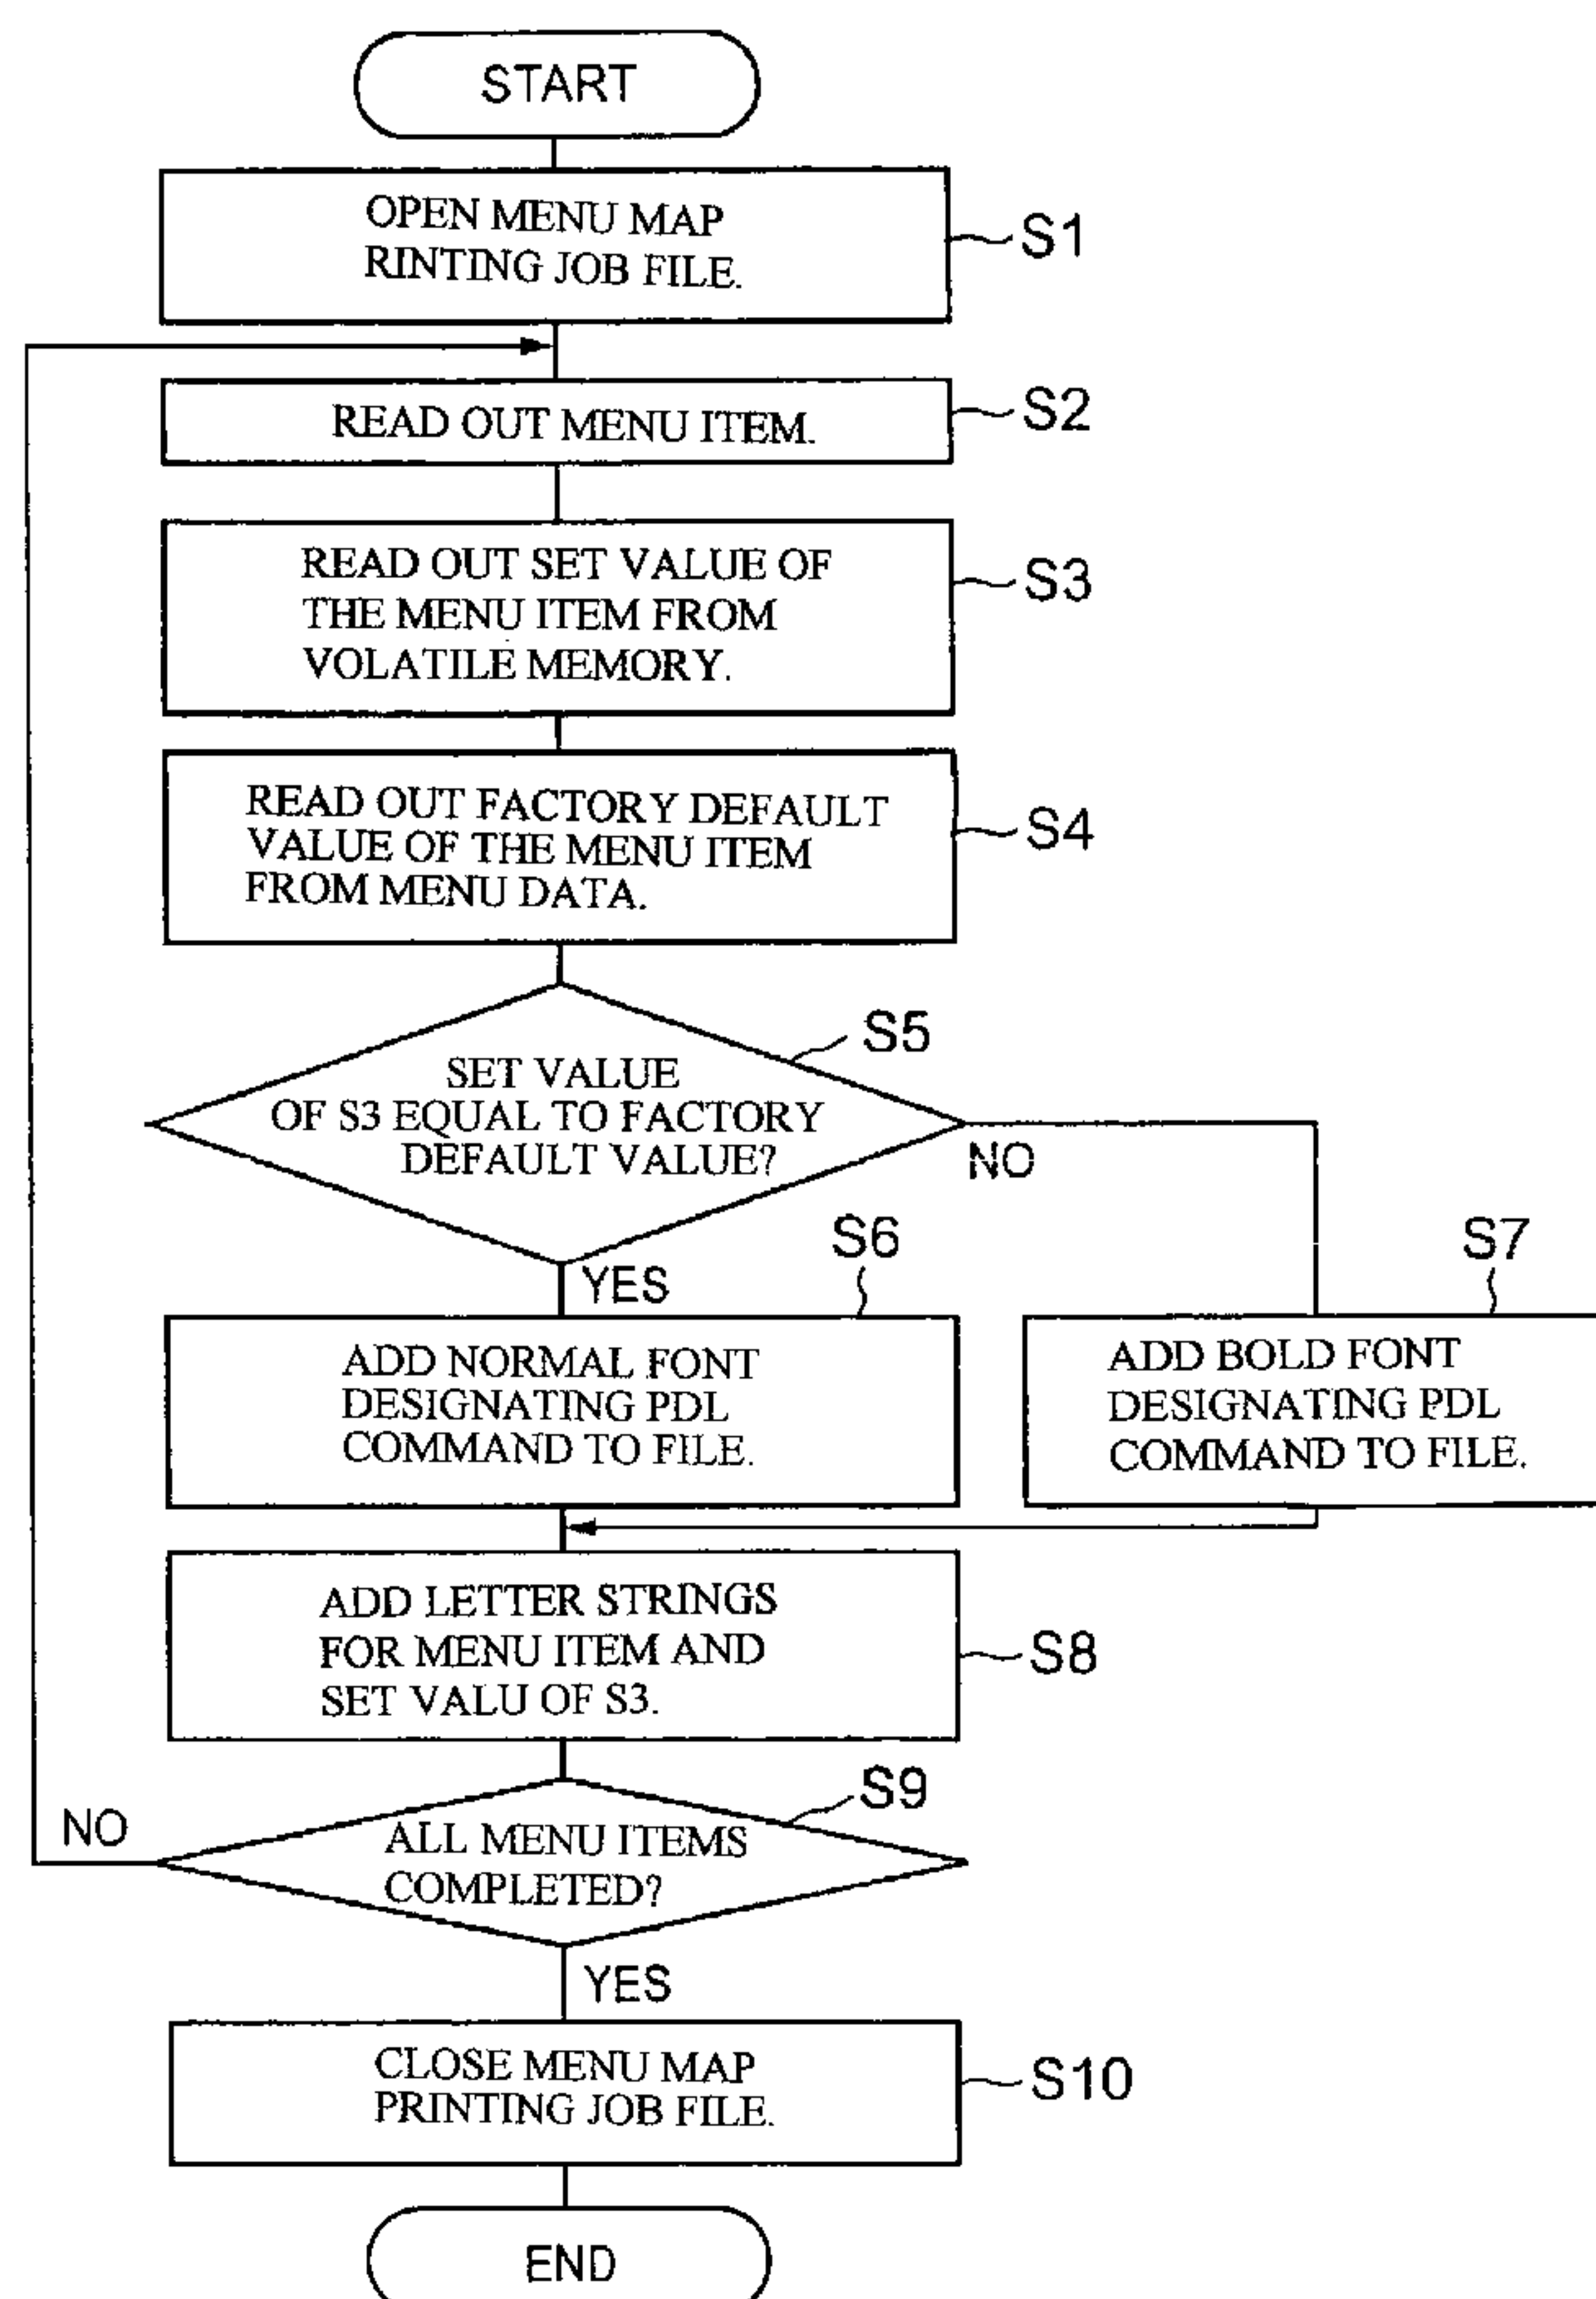 START
OPEN MENU MAP
RINTING JOB FILE.
S1
READ OUT MENU ITEM.
S2
READ OUT SET VALUE OF
THE MENU ITEM FROM
VOLATILE MEMORY.
S3
READ OUT FACTORY DEFAULT
VALUE OF THE MENU ITEM
FROM MENU DATA.
S4
S5
SET VALUE
OF S3 EQUAL TO FACTORY
DEFAULT VALUE?
NO
YES
S6
S7
ADD NORMAL FONT
DESIGNATING PDL
COMMAND TO FILE.
ADD BOLD FONT
DESIGNATING PDL
COMMAND TO FILE.
ADD LETTER STRINGS
FOR MENU ITEM AND
SET VALU OF S3.
S8
S9
NO
ALL MENU ITEMS
COMPLETED?
YES
CLOSE MENU MAP
PRINTING JOB FILE.
S10
END